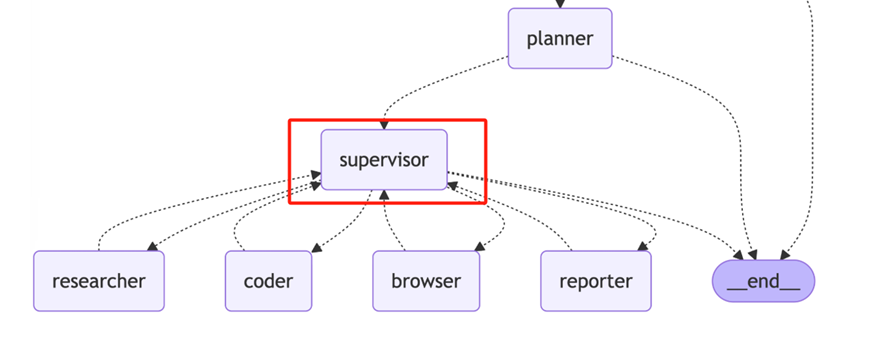 planner
supervisor
researcher
coder
browser
reporter
__end__